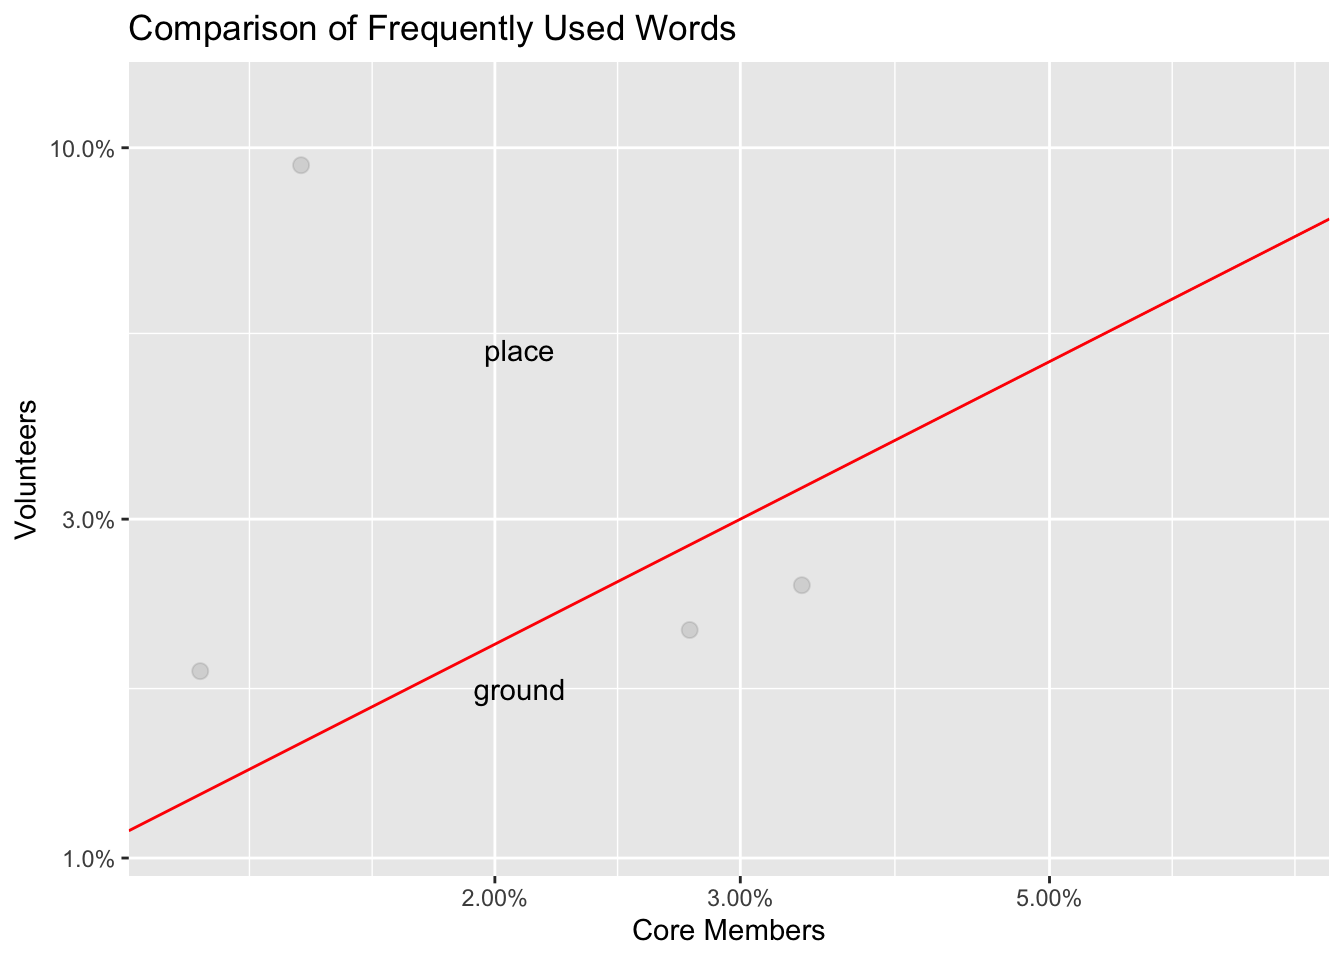 Comparison of Frequently Used Words
10.0%
place
Volunteers
3.0%
ground
1.0%
2.00%
3.00%
5.00%
Core Members